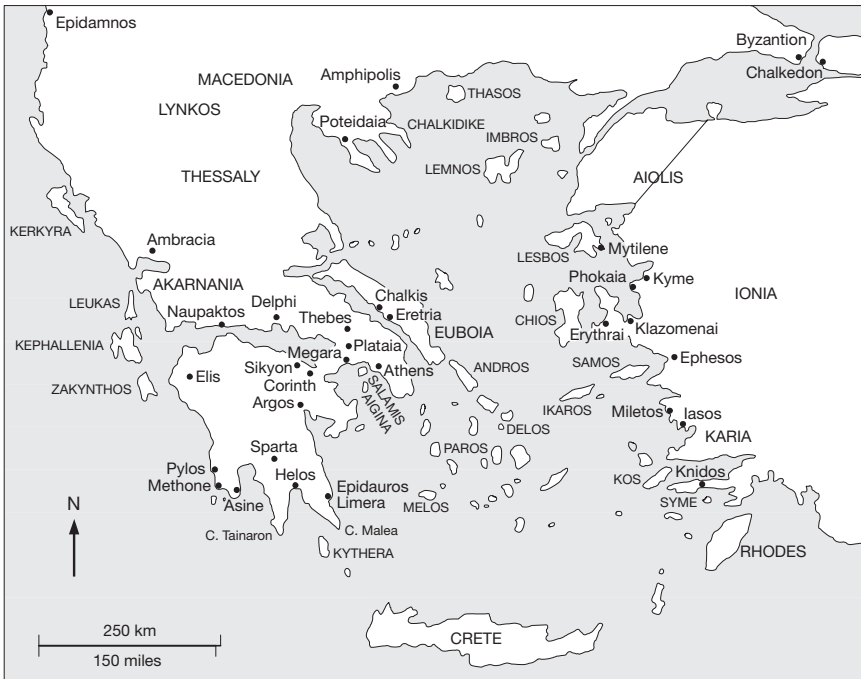 Epidamnos
Byzantion
Chalkedon
MACEDONIA
Amphipolis
LYNKOS
THASOS
Poteidaia
CHALKIDIKE
IMBROS
LEMNOS
THESSALY
AIOLIS
KERKYRA
Ambracia
LESBOS
Mytilene
Phokaia
Kyme
AKARNANIA
LEUKAS
Naupaktos
Delphi
Chalkis
Eretria
Thebes
EUBOIA
CHIOS
Erythrai
Klazomenai
IONIA
KEPHALLENIA
Plataia
Megara
Athens
Sikyon
Corinth
SALAMIS
AIGINA
ANDROS
SAMOS
Ephesos
ZAKYNTHOS
Elis
Argos
IKAROS
DELOS
Miletos
Iasos
KARIA
Sparta
PAROS
Pylos
Methone
Helos
Asine
Epidauros
Limera
MELOS
KOS
Knidos
SYME
N
C. Tainaron
C. Malea
KYTHERA
RHODES
250 km
150 miles
CRETE